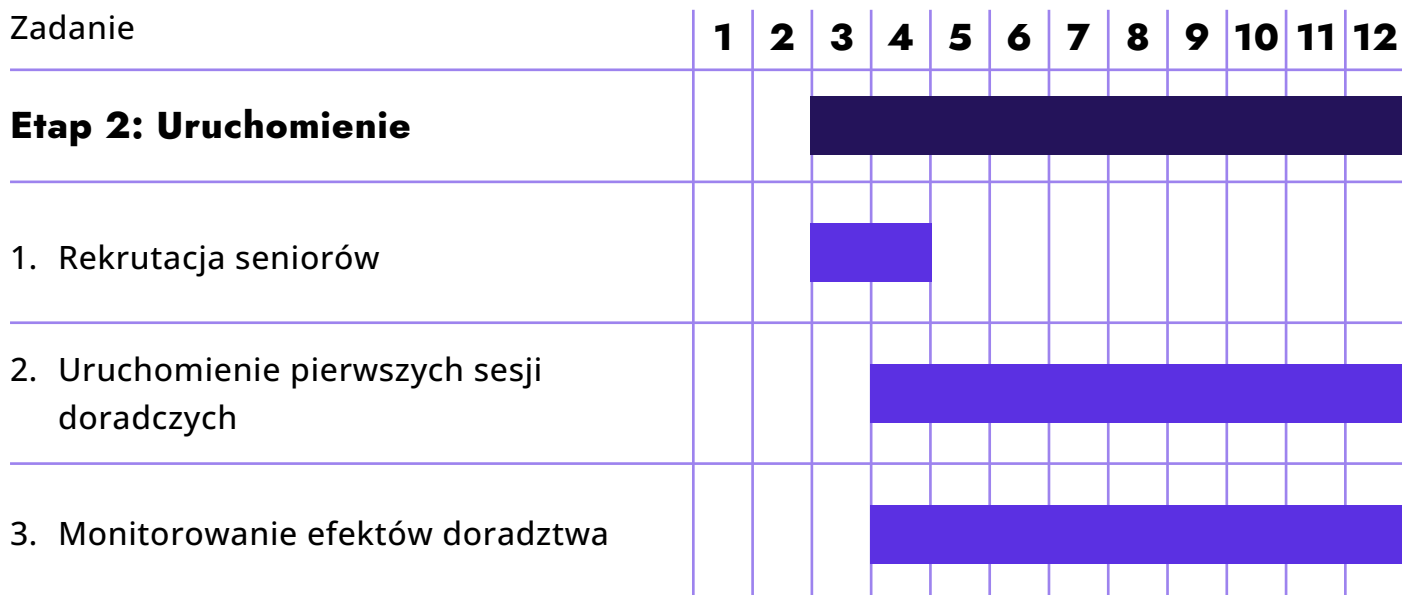 Zadanie 1 2 3 4 5 6 7 8 9 10 11 12
Etap 2: Uruchomienie
1. Rekrutacja seniorów
2. Uruchomienie pierwszych sesji
doradczych
3. Monitorowanie efektów doradztwa